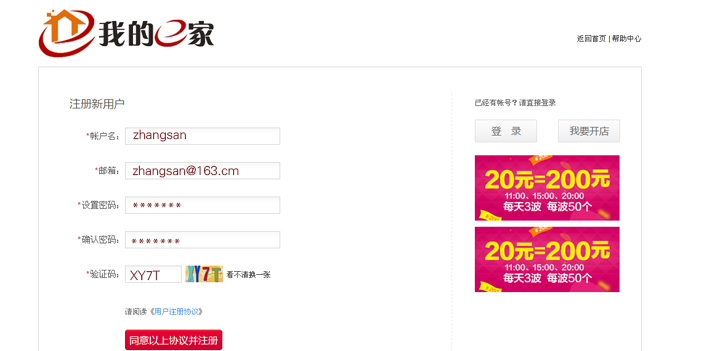 我的e家
返回首页 | 帮助中心
注册新用户
*帐户名： zhangsan
*邮箱： zhangsan@163.cm
*设置密码： *******
*确认密码： *******
*验证码： XY7T XY7T 看不清换一张
请阅读《用户注册协议》
同意以上协议并注册
已经有帐号？请直接登录
登 录 我要开店
20元=200元
11:00、15:00、20:00
每天3波 每波50个
20元=200元
11:00、15:00、20:00
每天3波 每波50个